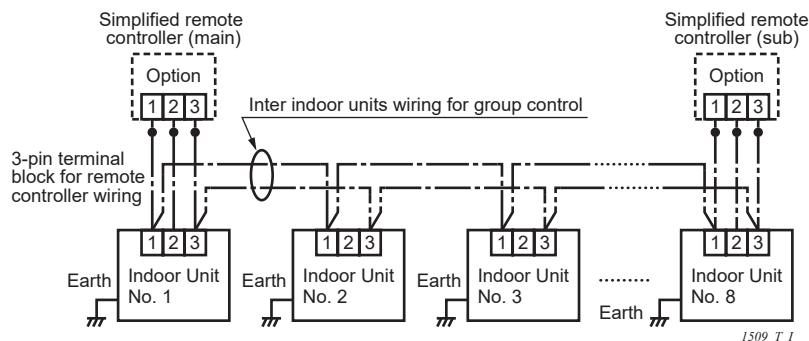 Simplified remote
controller (main)
Simplified remote
controller (sub)
Option
Option
1 2 3
1 2 3
Inter indoor units wiring for group control
3-pin terminal
block for remote
controller wiring
1 2 3
1 2 3
1 2 3
1 2 3
Earth
Indoor Unit
No. 1
Earth
Indoor Unit
No. 2
Earth
Indoor Unit
No. 3
Earth
Indoor Unit
No. 8
1509_T_I